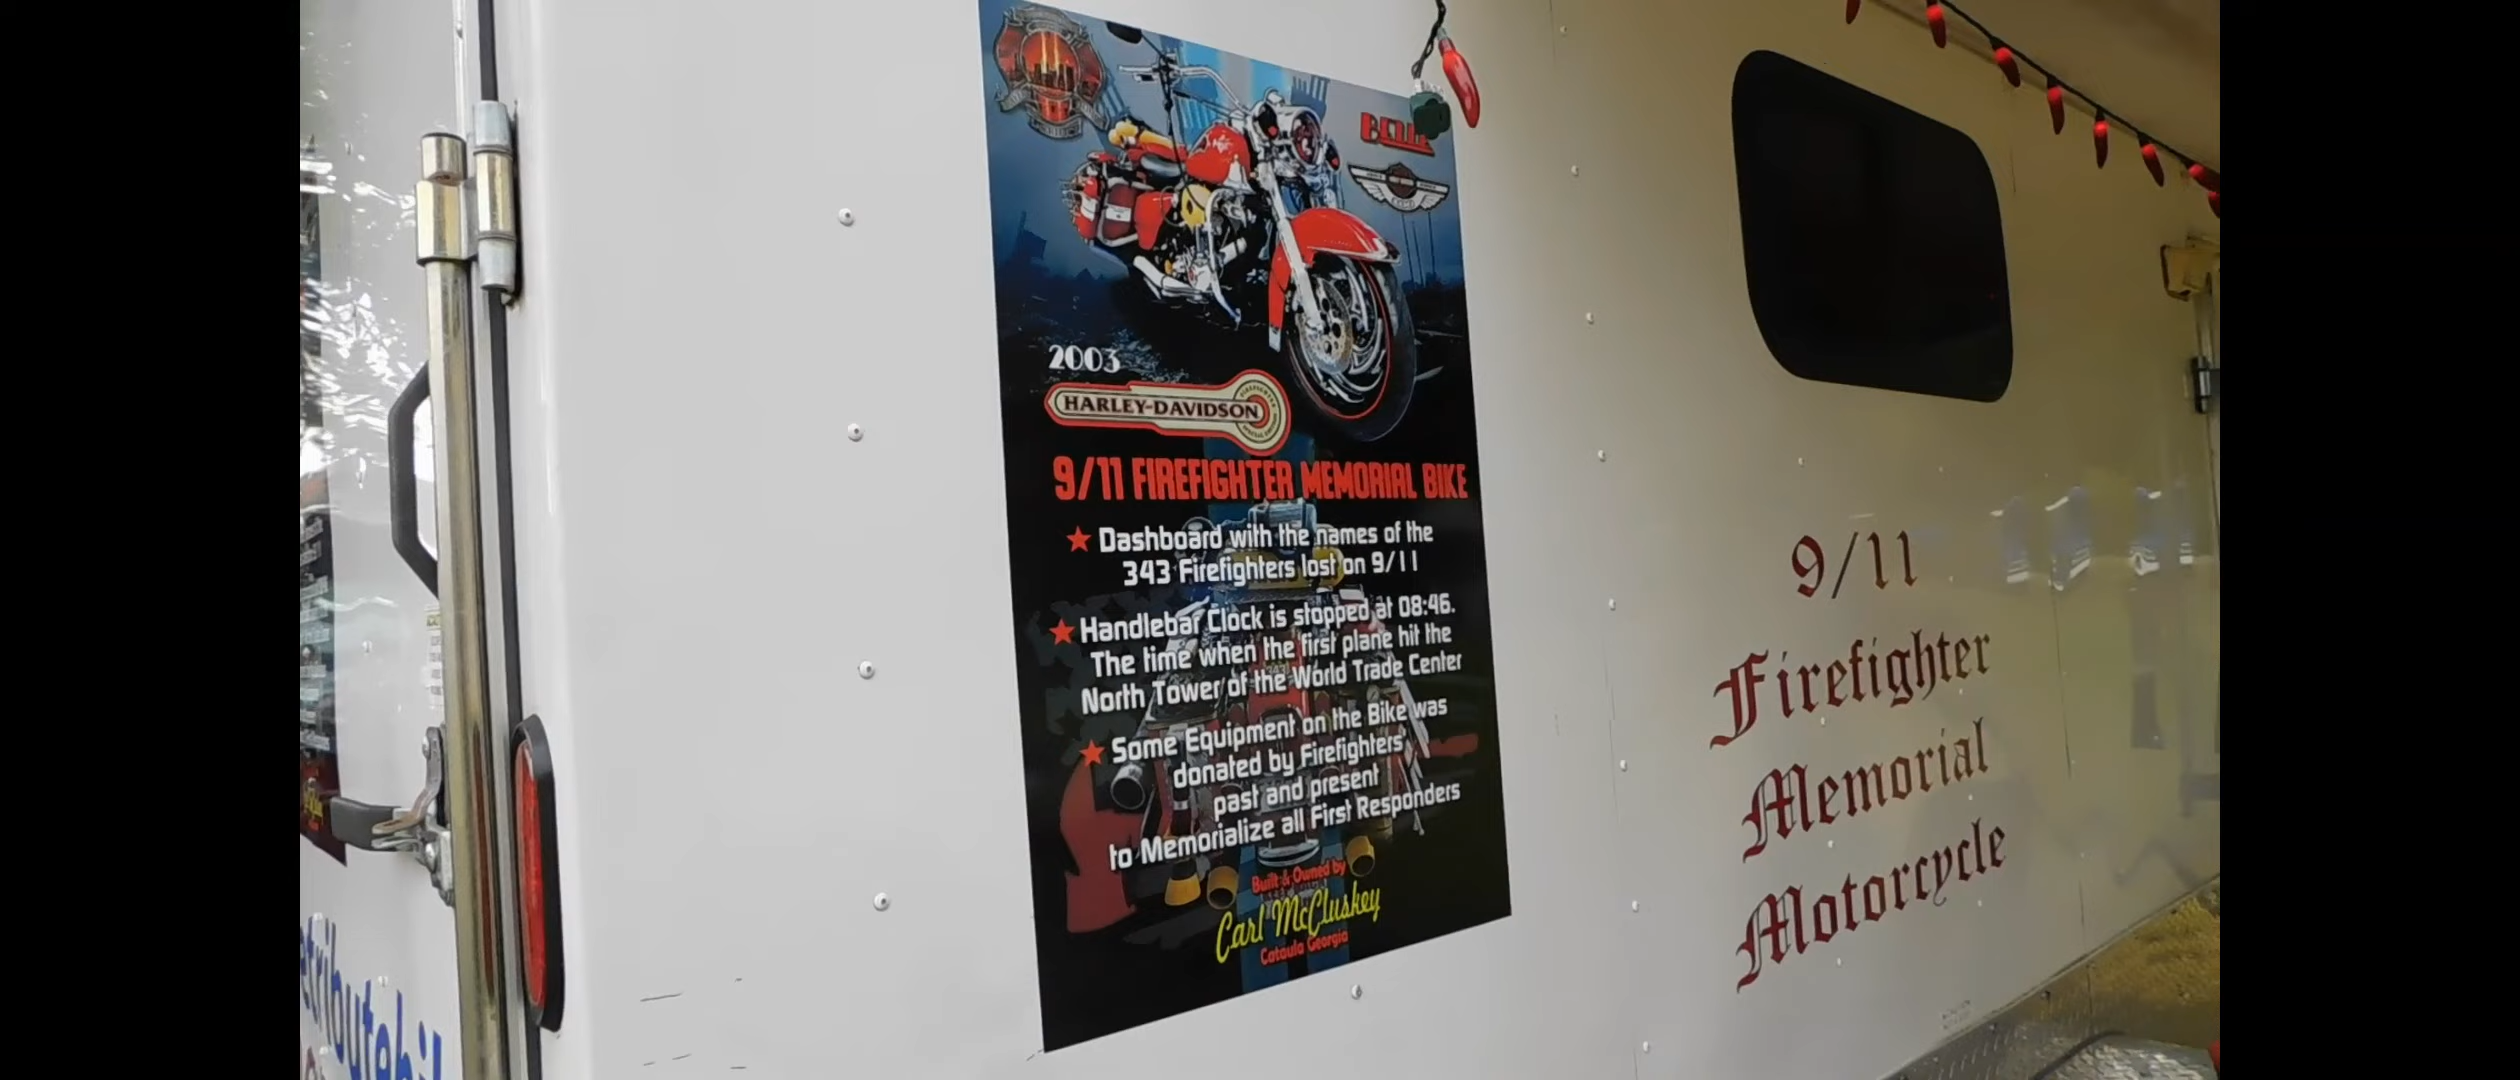 2003
HARLEY-DAVIDSON
9/11 FIREFIGHTER MEMORIAL BIKE
Dashboard with the names of the
343 Firefighters lost on 9/11
Handlebar Clock is stopped at 08:46.
The time when the first plane hit the
North Tower of the World Trade Center
Some Equipment on the Bike was
donated by Firefighters
past and present
to Memorialize all First Responders
Built & Owned by
Carl McCluskey
Cataula Georgia
9/11
Firefighter
Memorial
Motorcycle